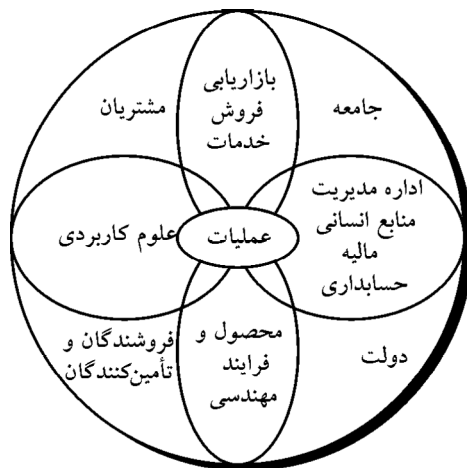 بازاریابی
فروش
خدمات
جامعه
مشتریان
اداره مدیریت
منابع انسانی
مالیه
حسابداری
عملیات
علوم کاربردی
محصول و
فرایند
مهندسی
دولت
فروشندگان و
تأمین‌کنندگان